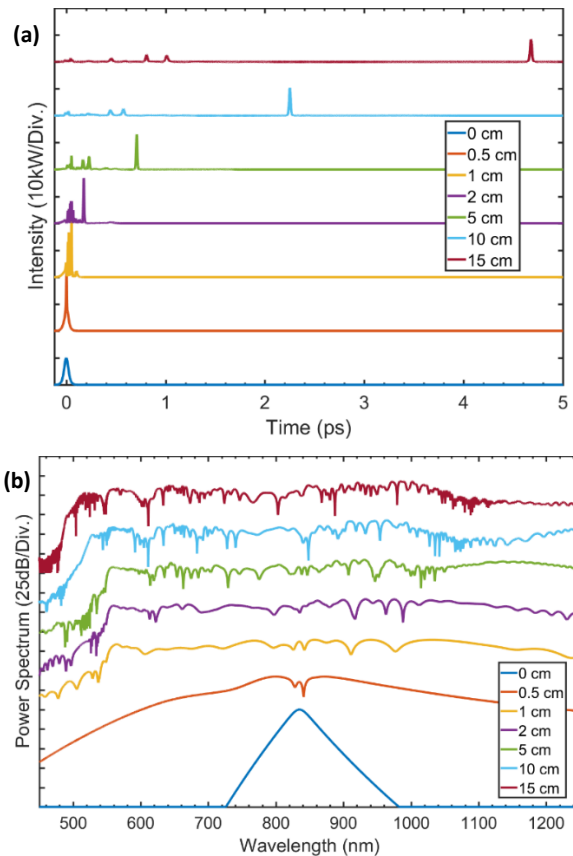 (a)
Intensity (10kW/Div.)
0 cm
0.5 cm
1 cm
2 cm
5 cm
10 cm
15 cm
0 1 2 3 4 5
Time (ps)
(b)
Power Spectrum (25dB/Div.)
0 cm
0.5 cm
1 cm
2 cm
5 cm
10 cm
15 cm
500 600 700 800 900 1000 1100 1200
Wavelength (nm)